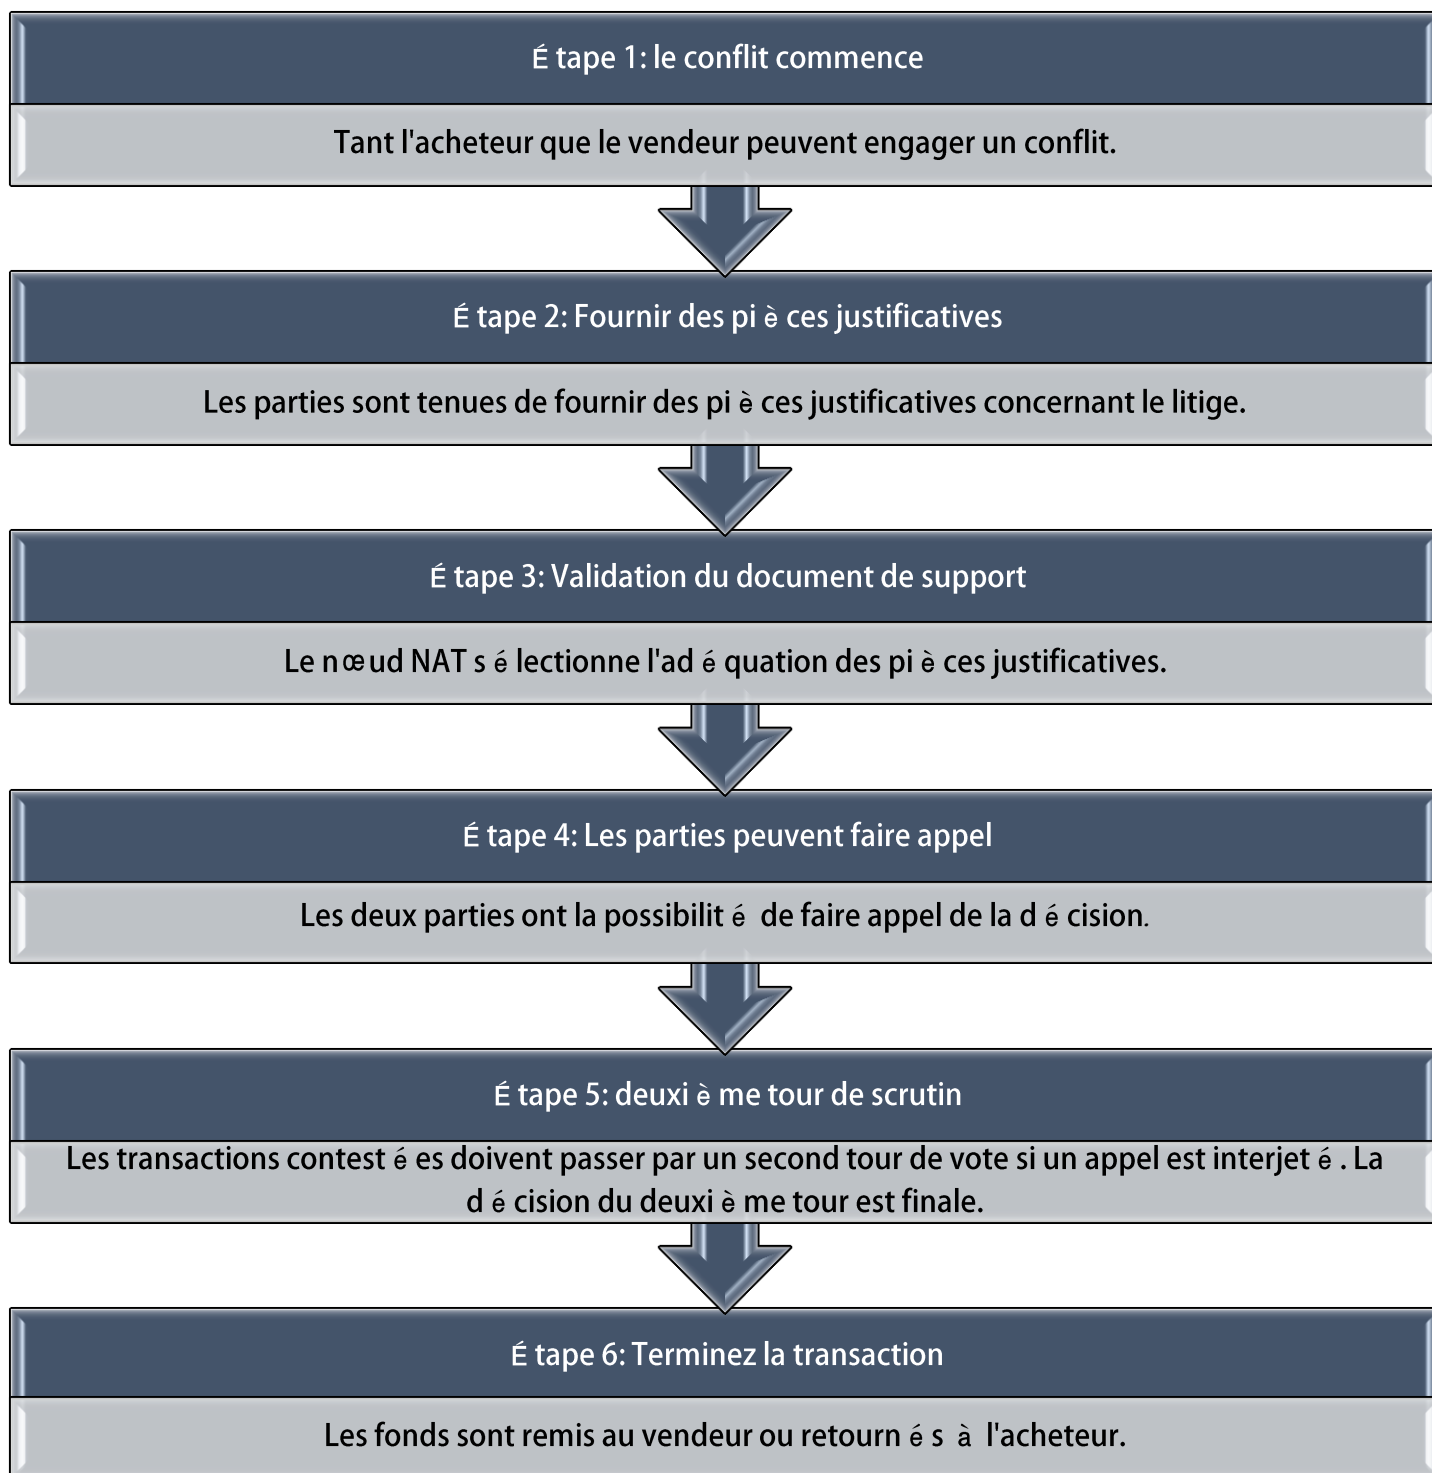 Étape 1: le conflit commence
Tant l'acheteur que le vendeur peuvent engager un conflit.
Étape 2: Fournir des pièces justificatives
Les parties sont tenues de fournir des pièces justificatives concernant le litige.
Étape 3: Validation du document de support
Le nœud NAT sélectionne l'adéquation des pièces justificatives.
Étape 4: Les parties peuvent faire appel
Les deux parties ont la possibilité de faire appel de la décision.
Étape 5: deuxième tour de scrutin
Les transactions contestées doivent passer par un second tour de vote si un appel est interjeté. La
décision du deuxième tour est finale.
Étape 6: Terminez la transaction
Les fonds sont remis au vendeur ou retournés à l'acheteur.